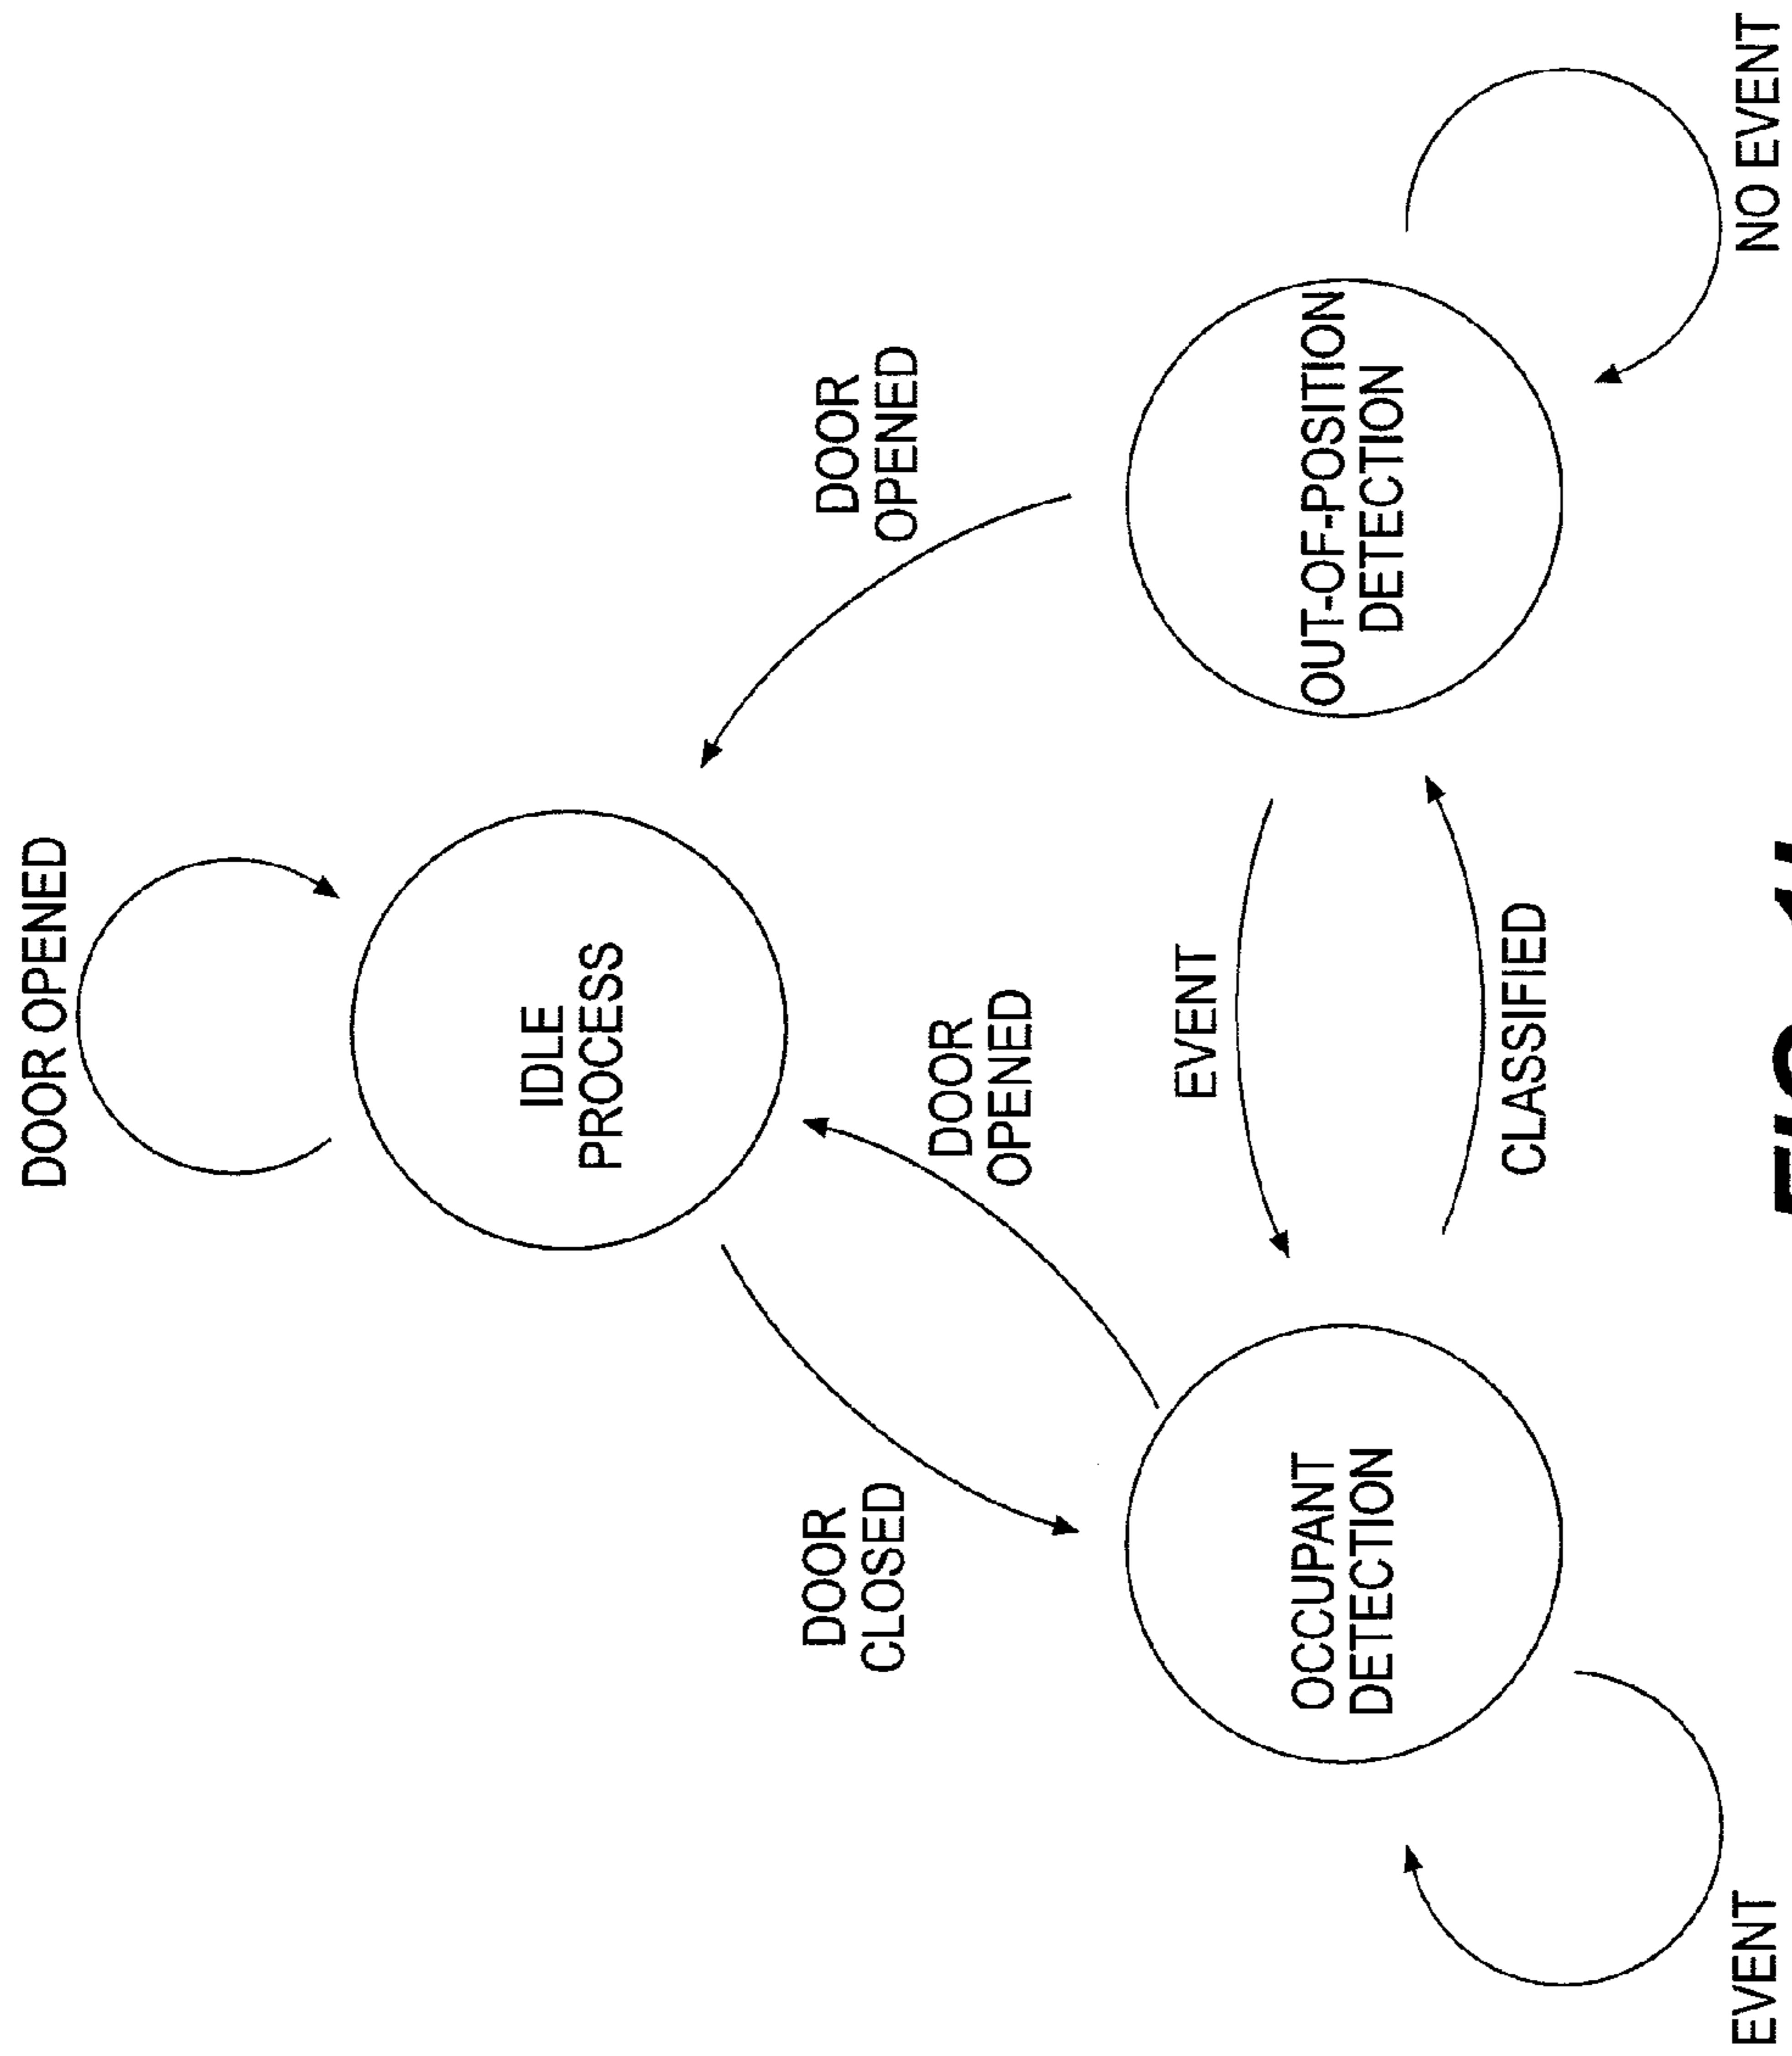 DOOR OPENED
IDLE
PROCESS
DOOR
CLOSED
DOOR
OPENED
DOOR
OPENED
EVENT
OCCUPANT
DETECTION
OUT-OF-POSITION
DETECTION
CLASSIFIED
EVENT
NO EVENT